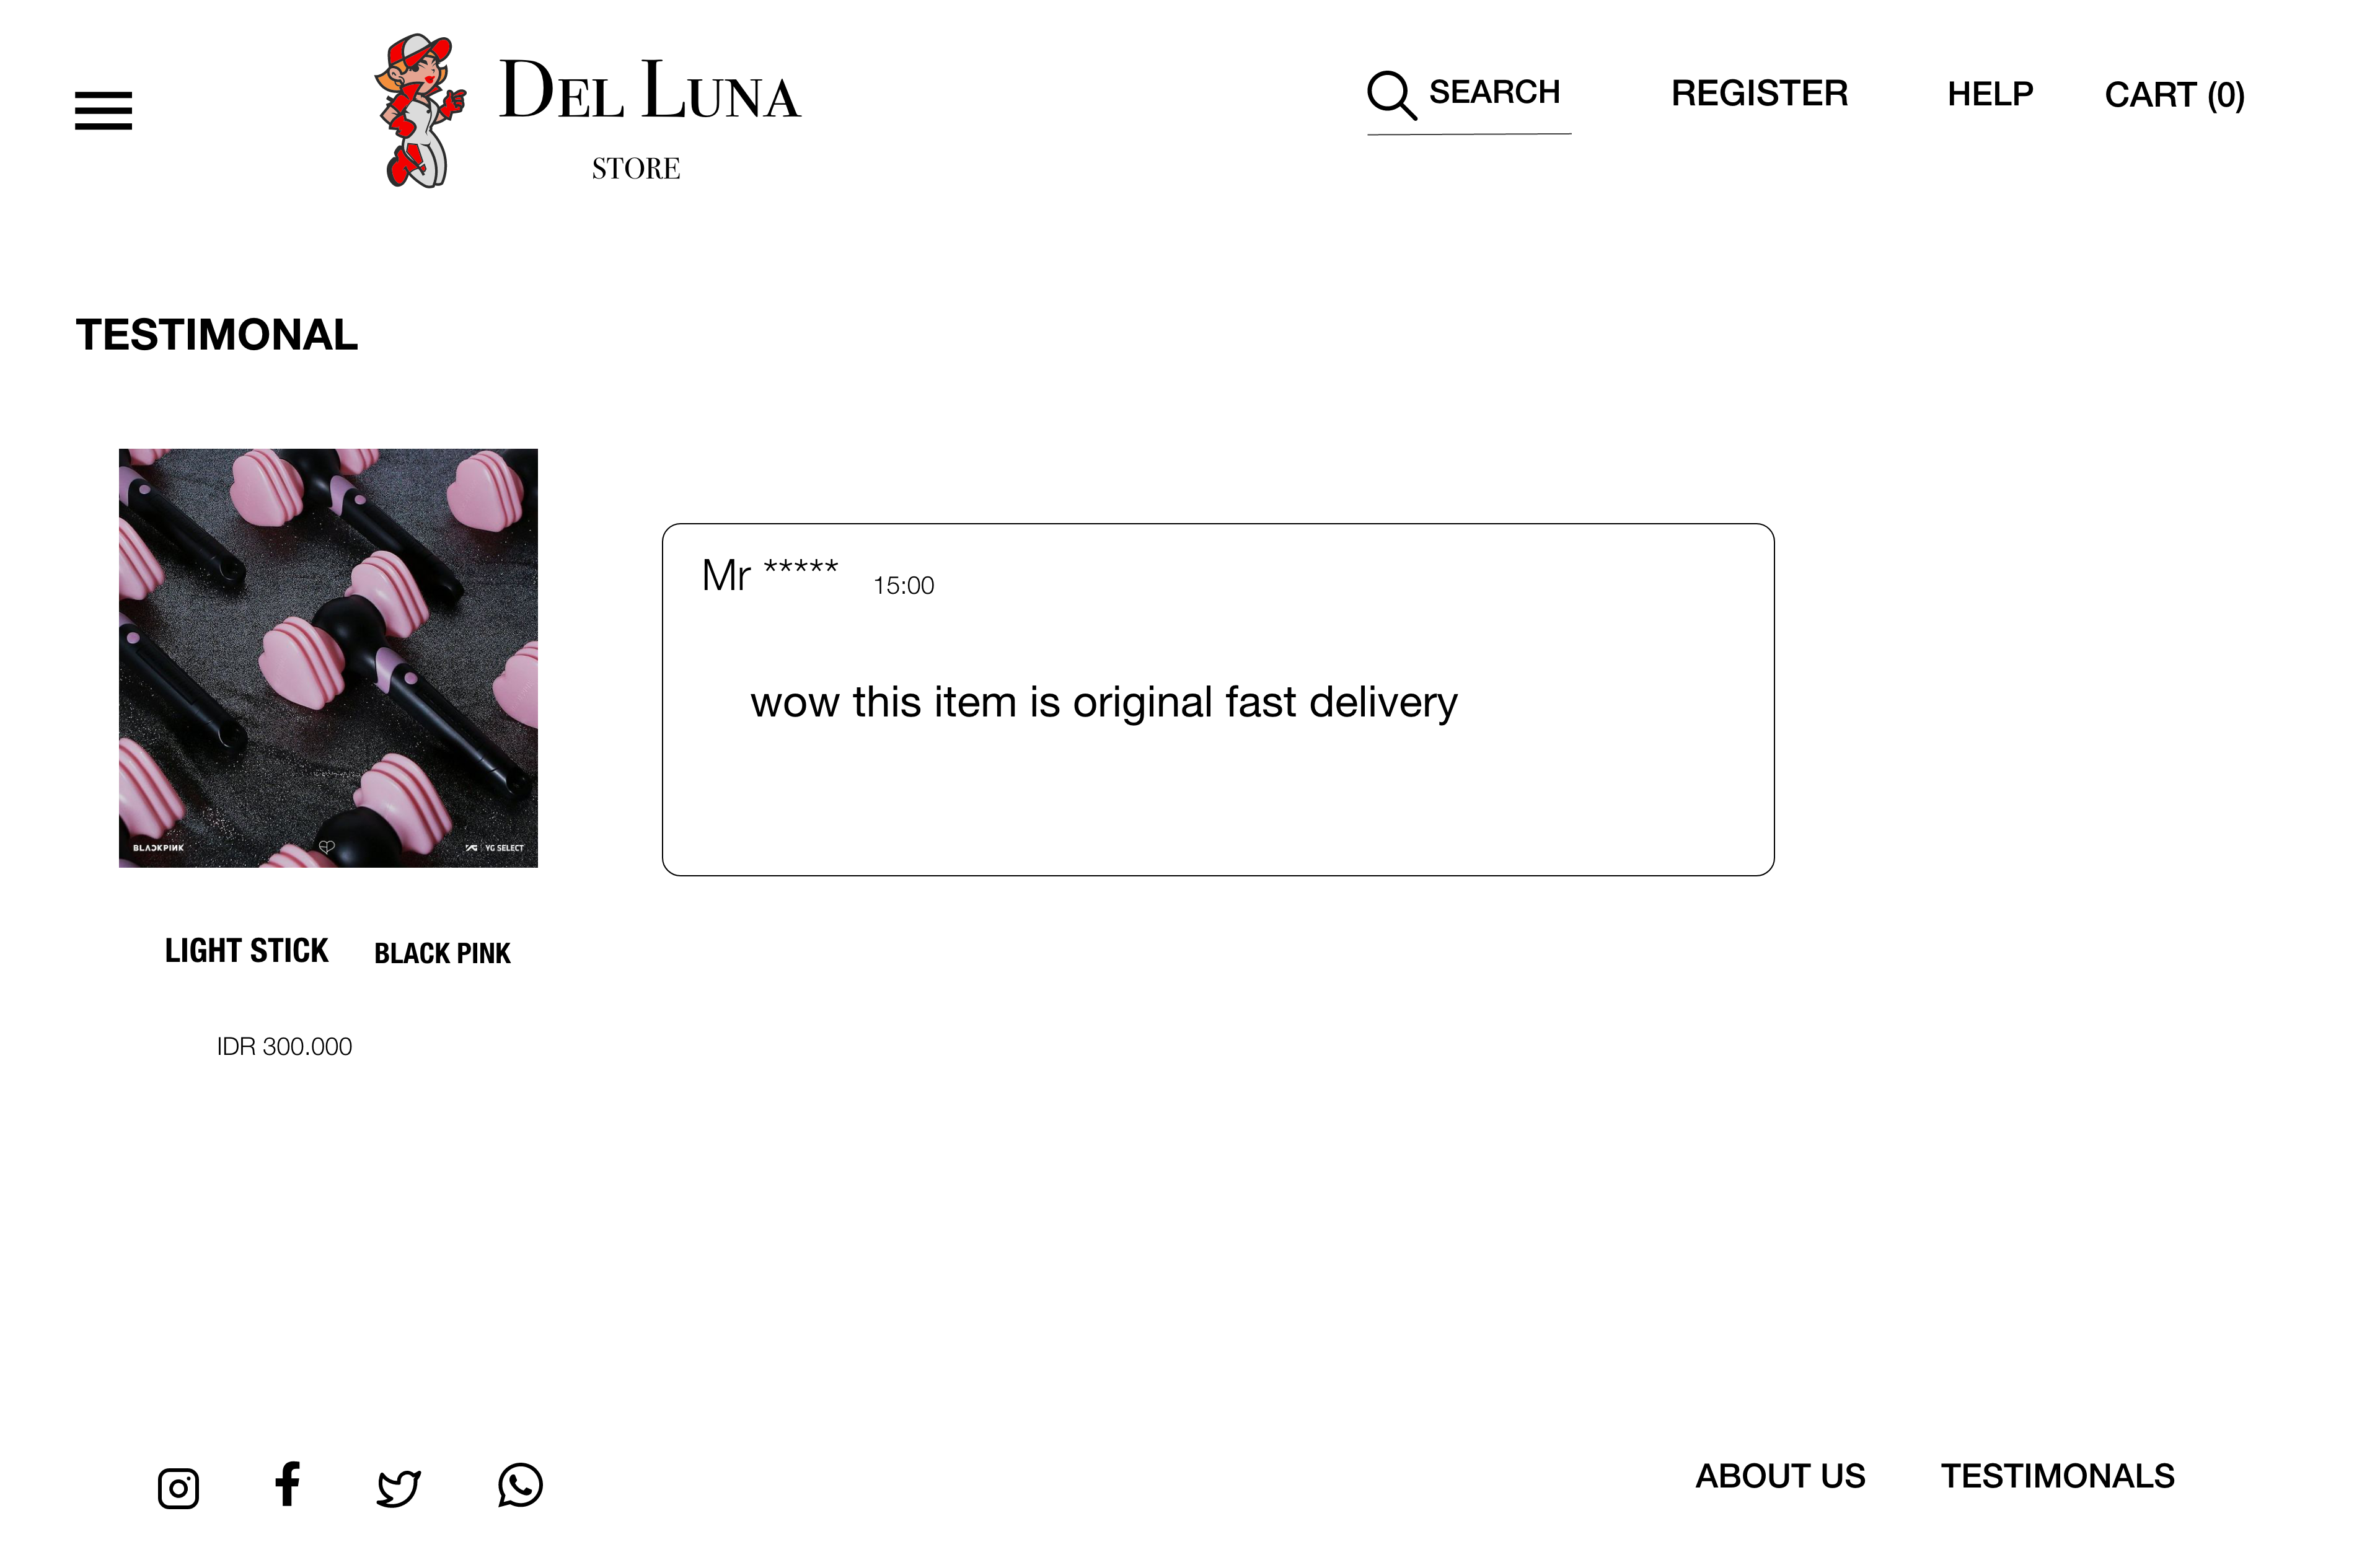 DEL LUNA
STORE
SEARCH
REGISTER
HELP
CART (0)
TESTIMONAL
BLACKPINK
YG SELECT
Mr ***** 15:00
wow this item is original fast delivery
LIGHT STICK BLACK PINK
IDR 300.000
ABOUT US
TESTIMONALS